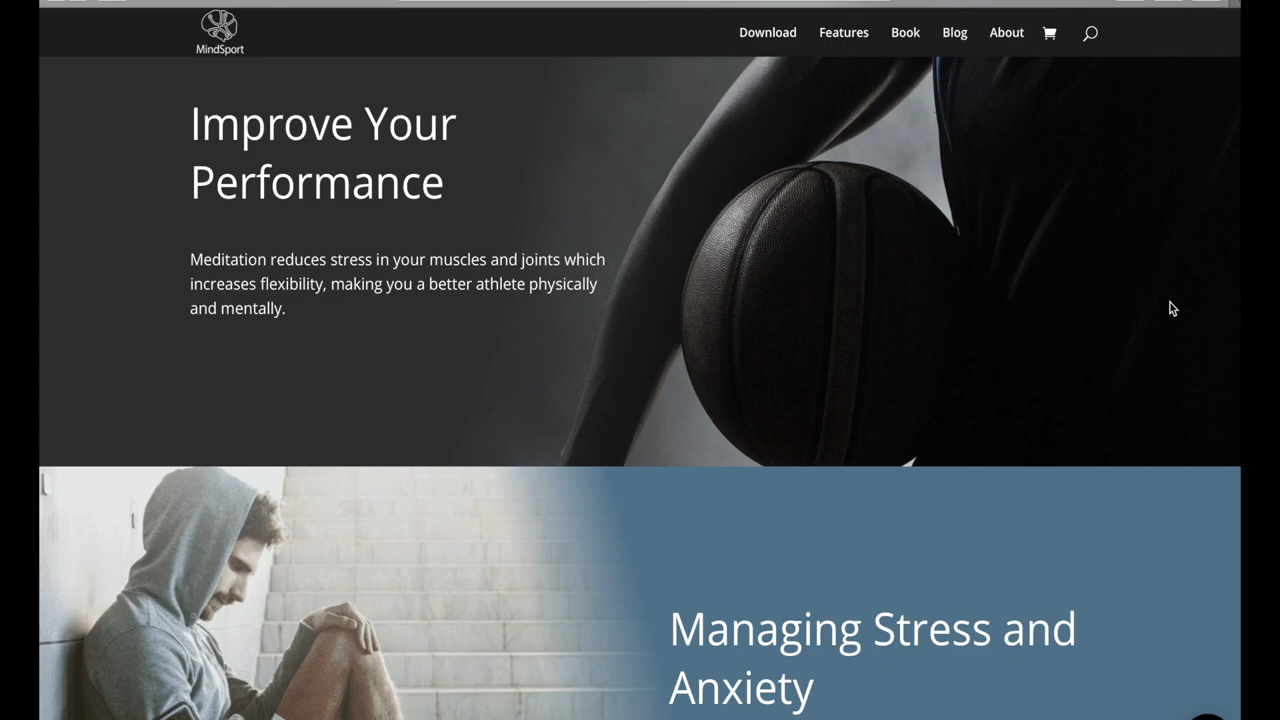 MindSport
Download
Features
Book
Blog
About
Improve Your
Performance
Meditation reduces stress in your muscles and joints which
increases flexibility, making you a better athlete physically
and mentally.
Managing Stress and
Anxiety